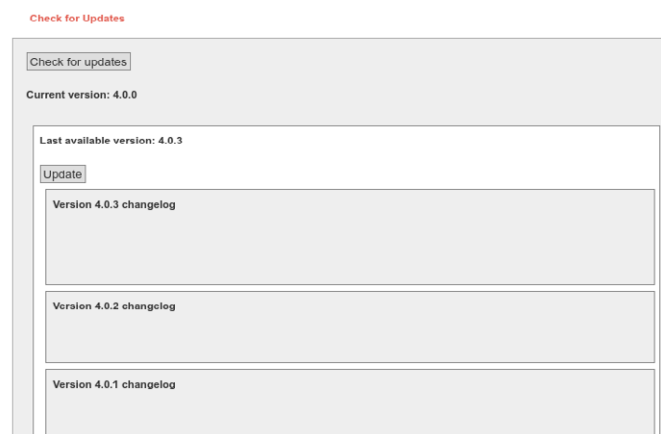 Check for Updates
Check for updates
Current version: 4.0.0
Last available version: 4.0.3
Update
Version 4.0.3 changelog
Version 4.0.2 changelog
Version 4.0.1 changelog